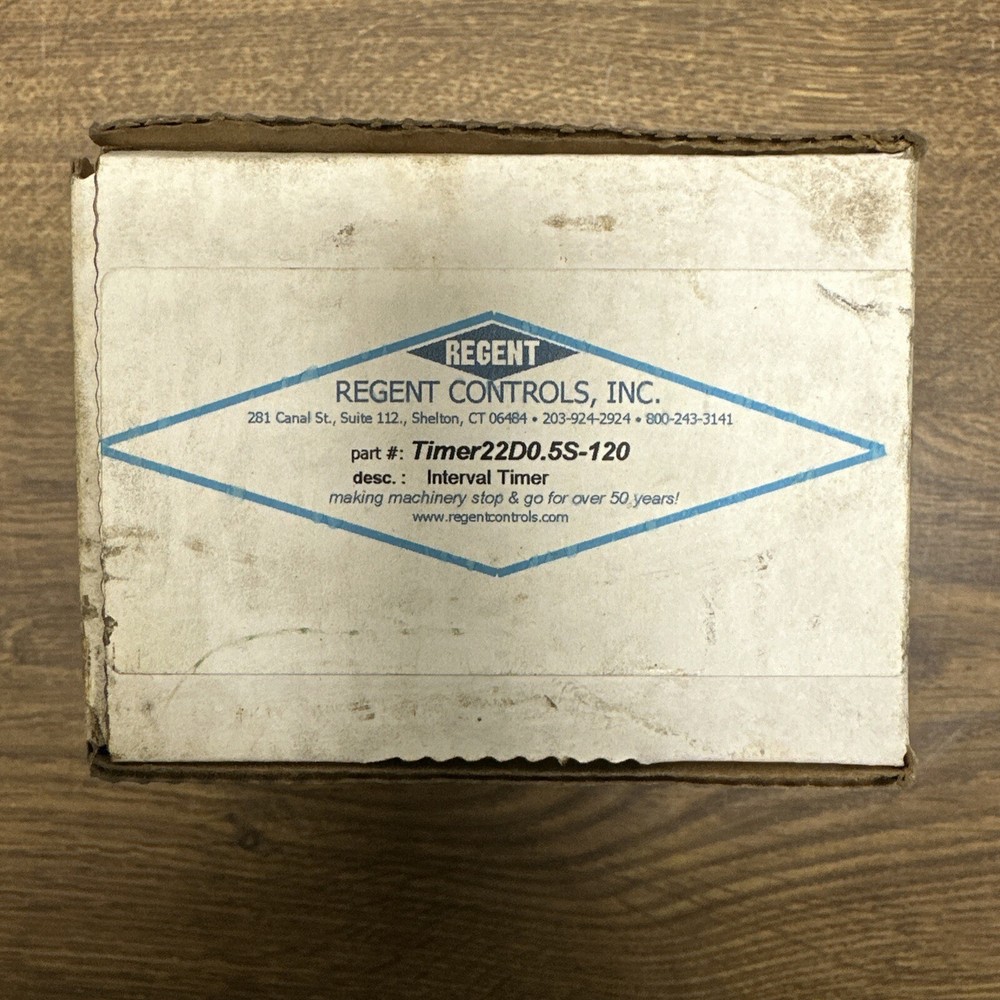 REGENT
REGENT CONTROLS, INC.
281 Canal St., Suite 112., Shelton, CT 06484 • 203-924-2924 • 800-243-3141
part #: Timer22D0.5S-120
desc. : Interval Timer
making machinery stop & go for over 50 years!
www.regentcontrols.com